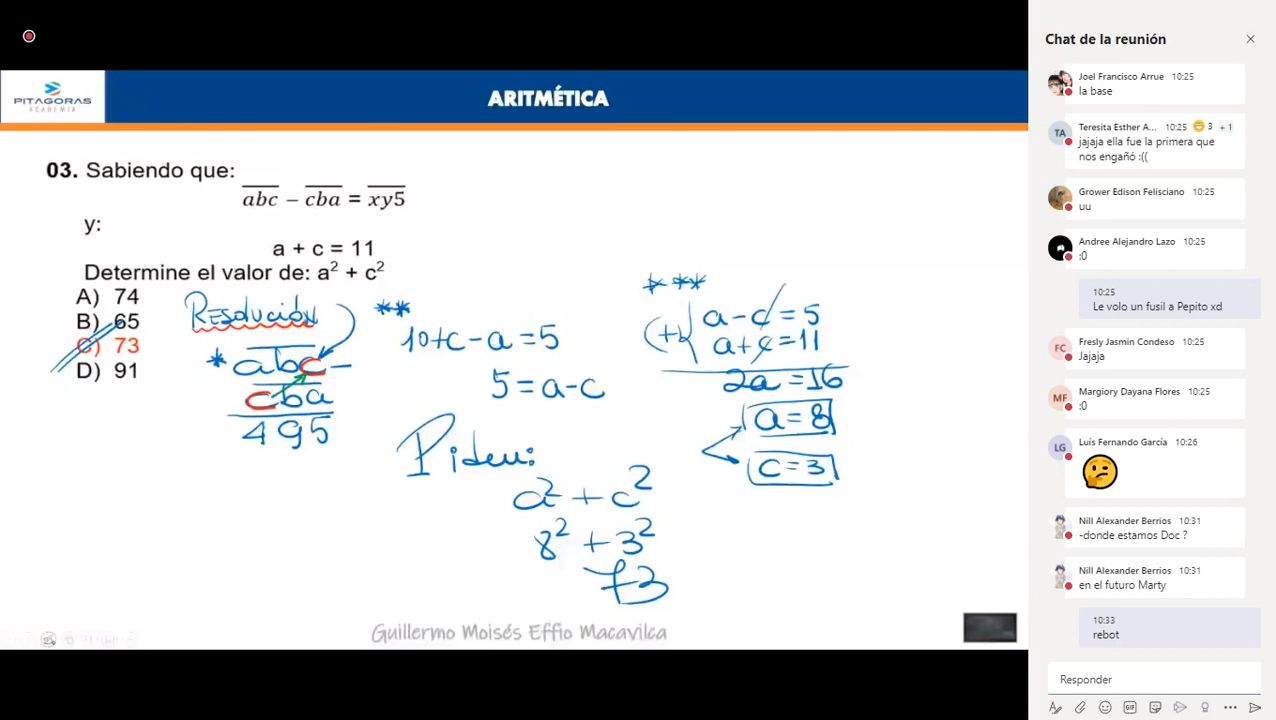 PITAGORAS
ACADEMIA
ARITMÉTICA
03. Sabiendo que:
abc − cba = xy5
y:
a + c = 11
Determine el valor de: a² + c²
A) 74
B) 65
C) 73
D) 91
RESOLUCIÓN
* abc −
cba
495
**
10+c−a=5
5=a−c
Piden:
a²+c²
8²+3²
73
***
(+) a−c=5
a+c=11
2a=16
a=8
c=3
Guillermo Moisés Effio Macavilca
Chat de la reunión
Joel Francisco Arrue 10:25
la base
TA
Teresita Esther A... 10:25 3 +1
jajaja ella fue la primera que
nos engañó :((
Grower Edison Felisciano 10:25
uu
Andree Alejandro Lazo 10:25
:0
10:25
Le volo un fusil a Pepito xd
FC
Fresly Jasmin Condeso 10:25
Jajaja
MF
Margiory Dayana Flores 10:25
:0
LG
Luís Fernando García 10:26
Nill Alexander Berrios 10:31
-donde estamos Doc ?
Nill Alexander Berrios 10:31
en el futuro Marty
10:33
rebot
Responder